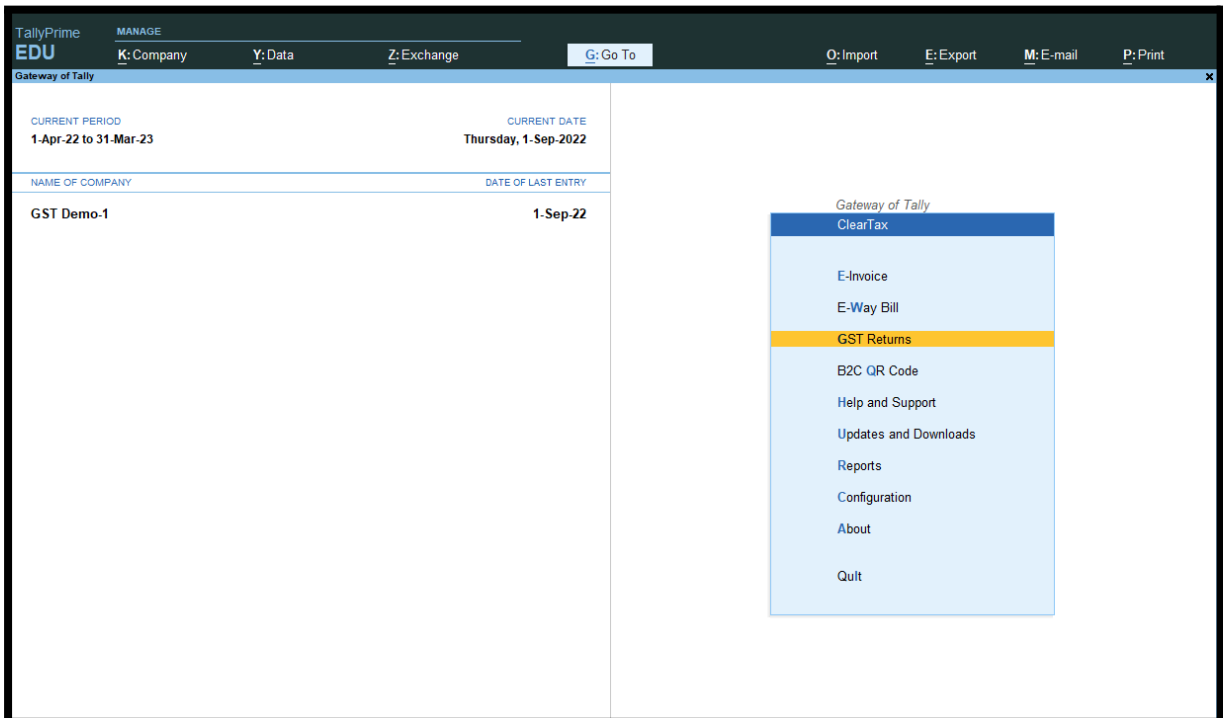 TallyPrime
EDU
MANAGE
K: Company Y: Data Z: Exchange G: Go To O: Import E: Export M: E-mail P: Print
Gateway of Tally x
CURRENT PERIOD CURRENT DATE
1-Apr-22 to 31-Mar-23 Thursday, 1-Sep-2022
NAME OF COMPANY DATE OF LAST ENTRY
GST Demo-1 1-Sep-22
Gateway of Tally
ClearTax
E-Invoice
E-Way Bill
GST Returns
B2C QR Code
Help and Support
Updates and Downloads
Reports
Configuration
About
QuIt